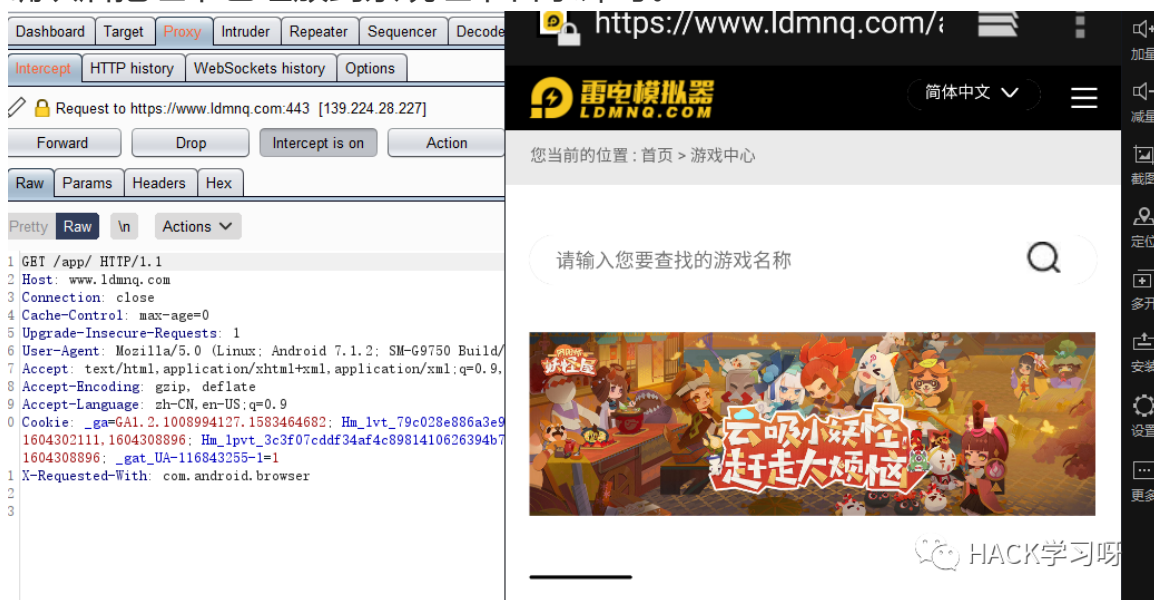 Dashboard Target Proxy Intruder Repeater Sequencer Decode
Intercept HTTP history WebSockets history Options
Request to https://www.ldmnq.com:443 [139.224.28.227]
Forward Drop Intercept is on Action
Raw Params Headers Hex
Pretty Raw \n Actions
1 GET /app/ HTTP/1.1
2 Host: www.ldmnq.com
3 Connection: close
4 Cache-Control: max-age=0
5 Upgrade-Insecure-Requests: 1
6 User-Agent: Mozilla/5.0 (Linux; Android 7.1.2; SM-G9750 Build/
7 Accept: text/html,application/xhtml+xml,application/xml;q=0.9,
8 Accept-Encoding: gzip, deflate
9 Accept-Language: zh-CN,en-US;q=0.9
0 Cookie: _ga=GA1.2.1008994127.1583464682; Hm_lvt_79c028e886a3e9
1604302111,1604308896; Hm_lpvt_3c3f07cddf34af4c8981410626394b7
1604308896; _gat_UA-116843255-1=1
1 X-Requested-With: com.android.browser
2
3
https://www.ldmnq.com/a
雷电模拟器
LDMNQ.COM
简体中文
您当前的位置 : 首页 > 游戏中心
请输入您要查找的游戏名称
妖怪屋
云吸小妖怪
赶走大烦恼
HACK学习呀
加量
减量
截图
定位
多开
安装
设置
更多